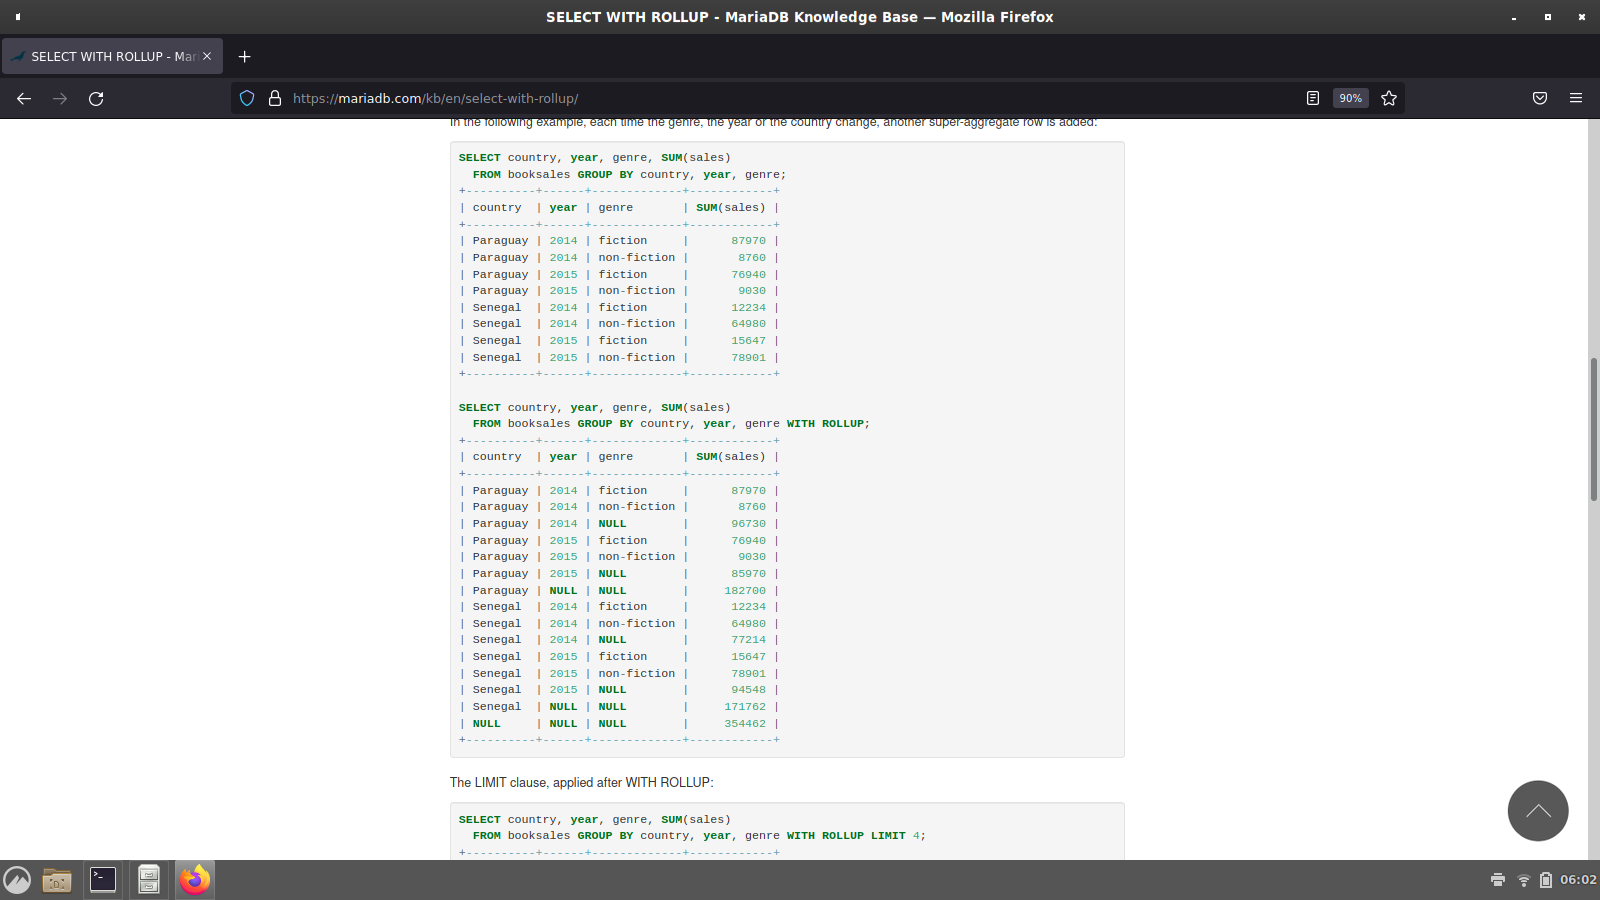 SELECT WITH ROLLUP - MariaDB Knowledge Base — Mozilla Firefox
SELECT WITH ROLLUP - Mar
https://mariadb.com/kb/en/select-with-rollup/
90%
In the following example, each time the genre, the year or the country change, another super-aggregate row is added:
SELECT country, year, genre, SUM(sales)
  FROM booksales GROUP BY country, year, genre;
+----------+------+-------------+------------+
| country  | year | genre       | SUM(sales) |
+----------+------+-------------+------------+
| Paraguay | 2014 | fiction     |      87970 |
| Paraguay | 2014 | non-fiction |       8760 |
| Paraguay | 2015 | fiction     |      76940 |
| Paraguay | 2015 | non-fiction |       9030 |
| Senegal  | 2014 | fiction     |      12234 |
| Senegal  | 2014 | non-fiction |      64980 |
| Senegal  | 2015 | fiction     |      15647 |
| Senegal  | 2015 | non-fiction |      78901 |
+----------+------+-------------+------------+
SELECT country, year, genre, SUM(sales)
  FROM booksales GROUP BY country, year, genre WITH ROLLUP;
+----------+------+-------------+------------+
| country  | year | genre       | SUM(sales) |
+----------+------+-------------+------------+
| Paraguay | 2014 | fiction     |      87970 |
| Paraguay | 2014 | non-fiction |       8760 |
| Paraguay | 2014 | NULL        |      96730 |
| Paraguay | 2015 | fiction     |      76940 |
| Paraguay | 2015 | non-fiction |       9030 |
| Paraguay | 2015 | NULL        |      85970 |
| Paraguay | NULL | NULL        |     182700 |
| Senegal  | 2014 | fiction     |      12234 |
| Senegal  | 2014 | non-fiction |      64980 |
| Senegal  | 2014 | NULL        |      77214 |
| Senegal  | 2015 | fiction     |      15647 |
| Senegal  | 2015 | non-fiction |      78901 |
| Senegal  | 2015 | NULL        |      94548 |
| Senegal  | NULL | NULL        |     171762 |
| NULL     | NULL | NULL        |     354462 |
+----------+------+-------------+------------+
The LIMIT clause, applied after WITH ROLLUP:
SELECT country, year, genre, SUM(sales)
  FROM booksales GROUP BY country, year, genre WITH ROLLUP LIMIT 4;
+----------+------+-------------+------------+
06:02